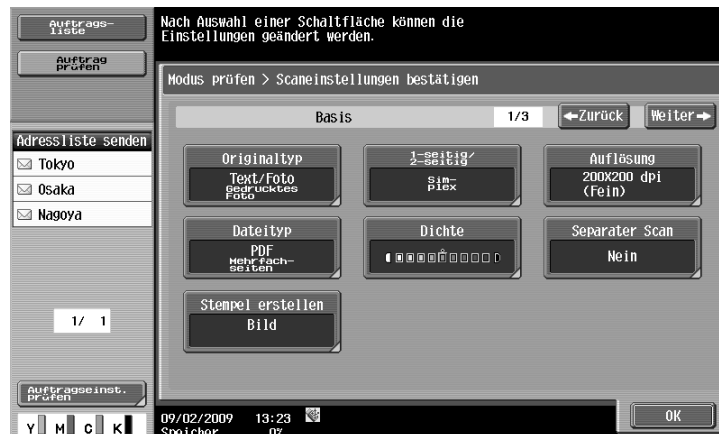 Auftrags-
liste
Auftrag
prüfen
Nach Auswahl einer Schaltfläche können die
Einstellungen geändert werden.
Modus prüfen > Scaneinstellungen bestätigen
Basis
1/3
←Zurück
Weiter→
Adressliste senden
Tokyo
Osaka
Nagoya
1/ 1
Auftragseinst.
prüfen
Y M C K
Originaltyp
Text/Foto
Gedrucktes
Foto
1-seitig/
2-seitig
Sim-
plex
Auflösung
200X200 dpi
(Fein)
Dateityp
PDF
Mehrfach-
seiten
Dichte
Separater Scan
Nein
Stempel erstellen
Bild
09/02/2009 13:23
Speicher 0%
OK